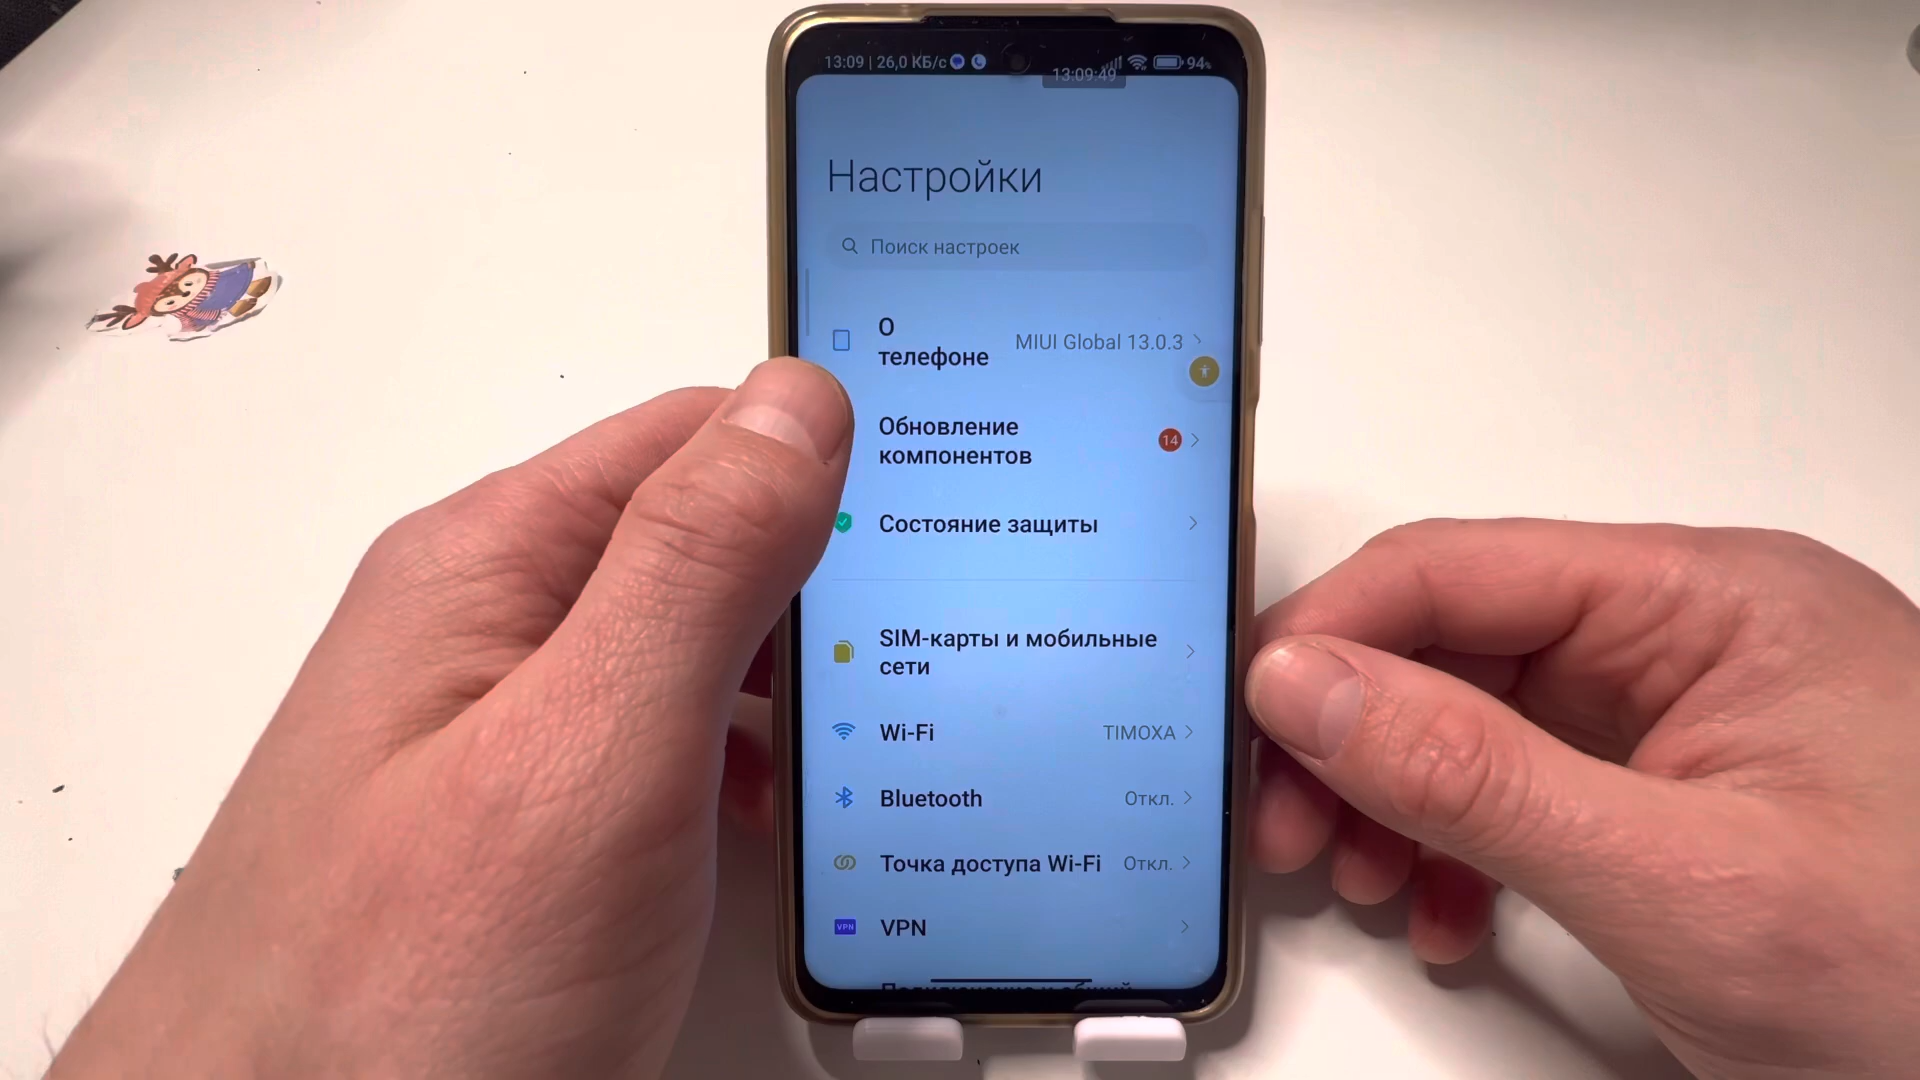 13:09 | 26,0 КБ/с
94%
13:09:49
Настройки
Поиск настроек
О
телефоне
MIUI Global 13.0.3
Обновление
компонентов
14
Состояние защиты
SIM-карты и мобильные
сети
Wi-Fi
TIMOXA
Bluetooth
Откл.
Точка доступа Wi-Fi
Откл.
VPN
VPN